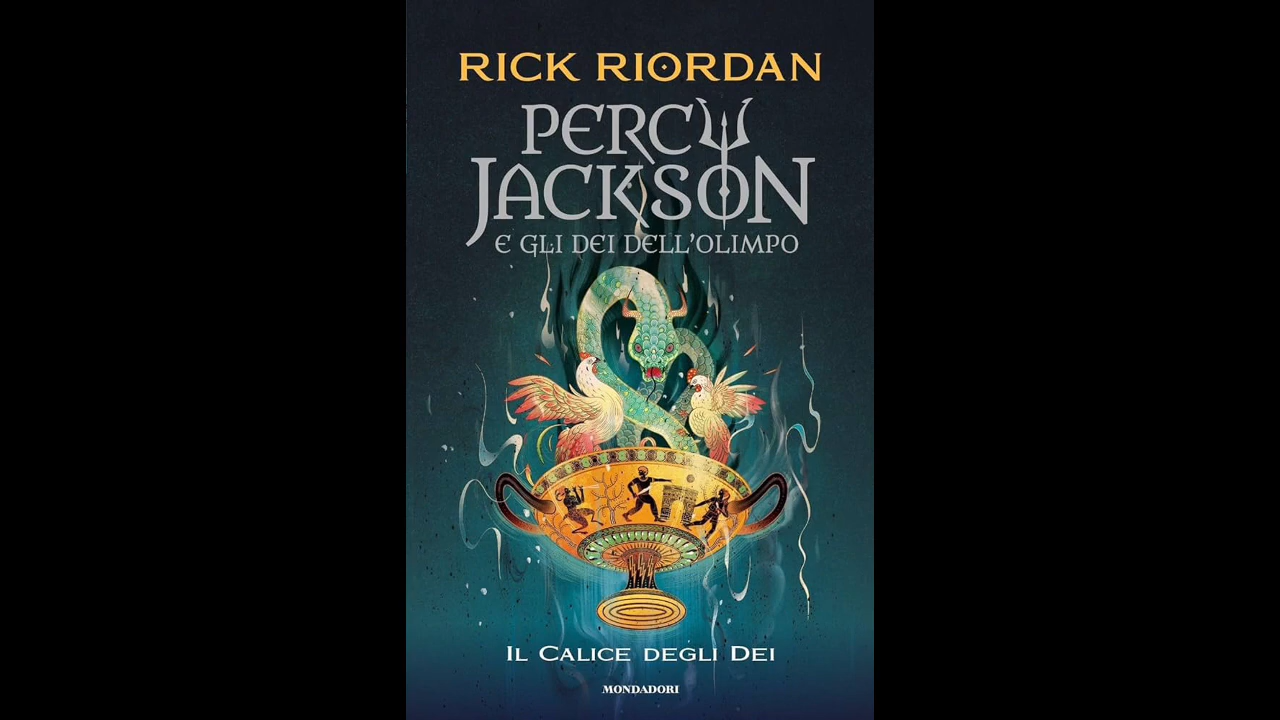 RICK RIORDAN
PERCY
JACKSON
E GLI DEI DELL'OLIMPO
IL CALICE DEGLI DEI
MONDADORI